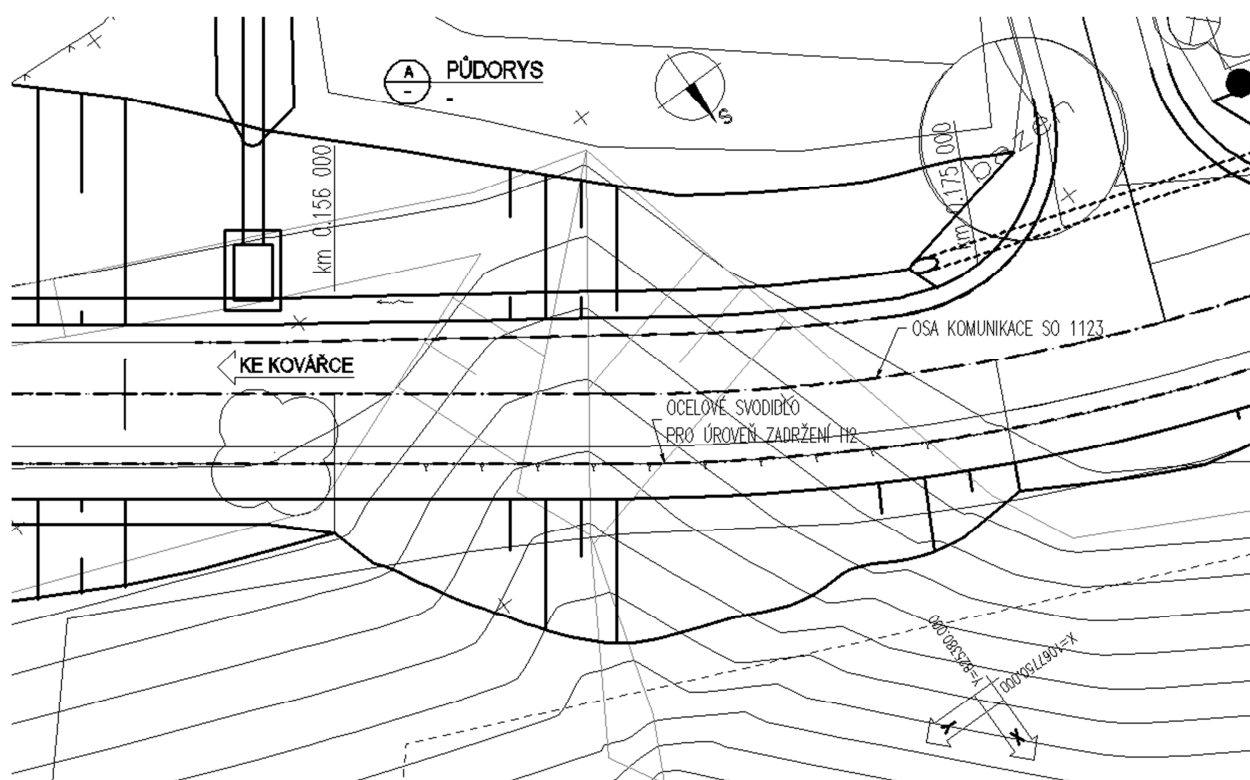 A
PŮDORYS
-
-
S
km 0.156 000
km 0.175 000
OSA KOMUNIKACE SO 1123
KE KOVÁŘCE
OCELOVÉ SVODIDLO
PRO ÚROVEŇ ZADRŽENÍ H2
Y=825380.000
X=1067750.000
Y
X